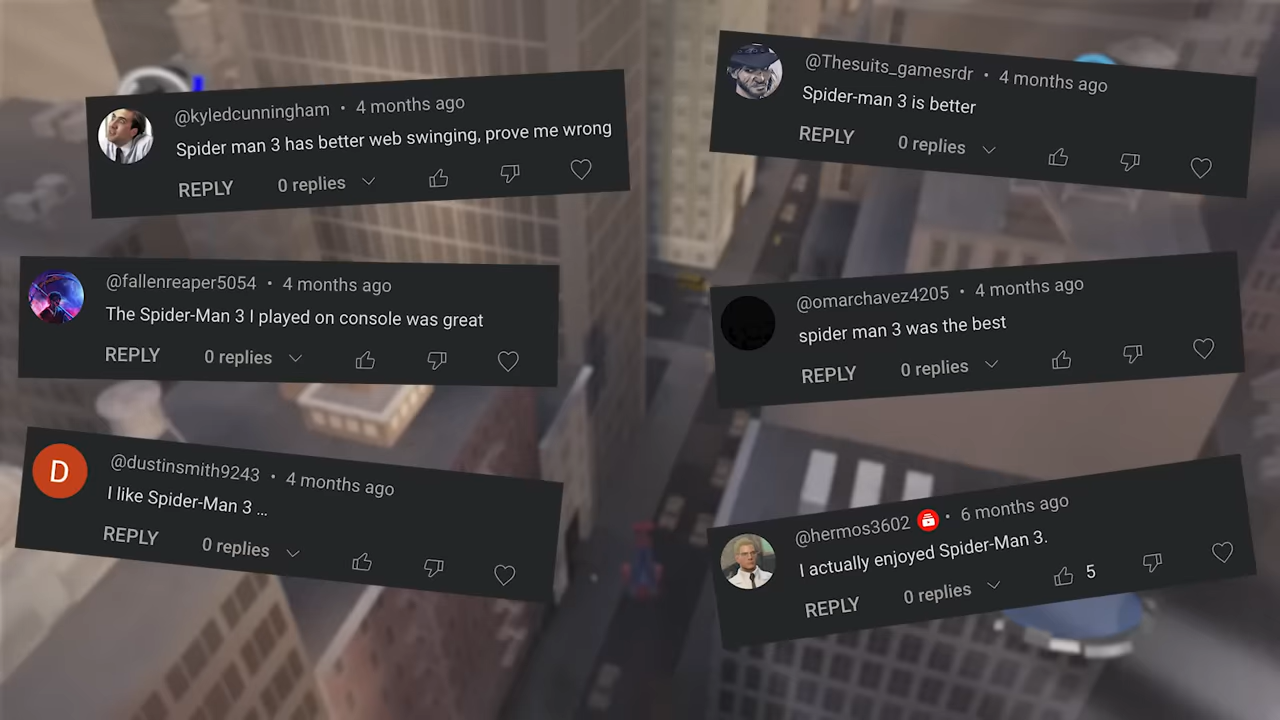 @kyledcunningham • 4 months ago
Spider man 3 has better web swinging, prove me wrong
REPLY 0 replies
@Thesuits_gamesrdr • 4 months ago
Spider-man 3 is better
REPLY 0 replies
@fallenreaper5054 • 4 months ago
The Spider-Man 3 I played on console was great
REPLY 0 replies
@omarchavez4205 • 4 months ago
spider man 3 was the best
REPLY 0 replies
D
@dustinsmith9243 • 4 months ago
I like Spider-Man 3 ...
REPLY 0 replies
@hermos3602 • 6 months ago
I actually enjoyed Spider-Man 3.
REPLY 0 replies 5